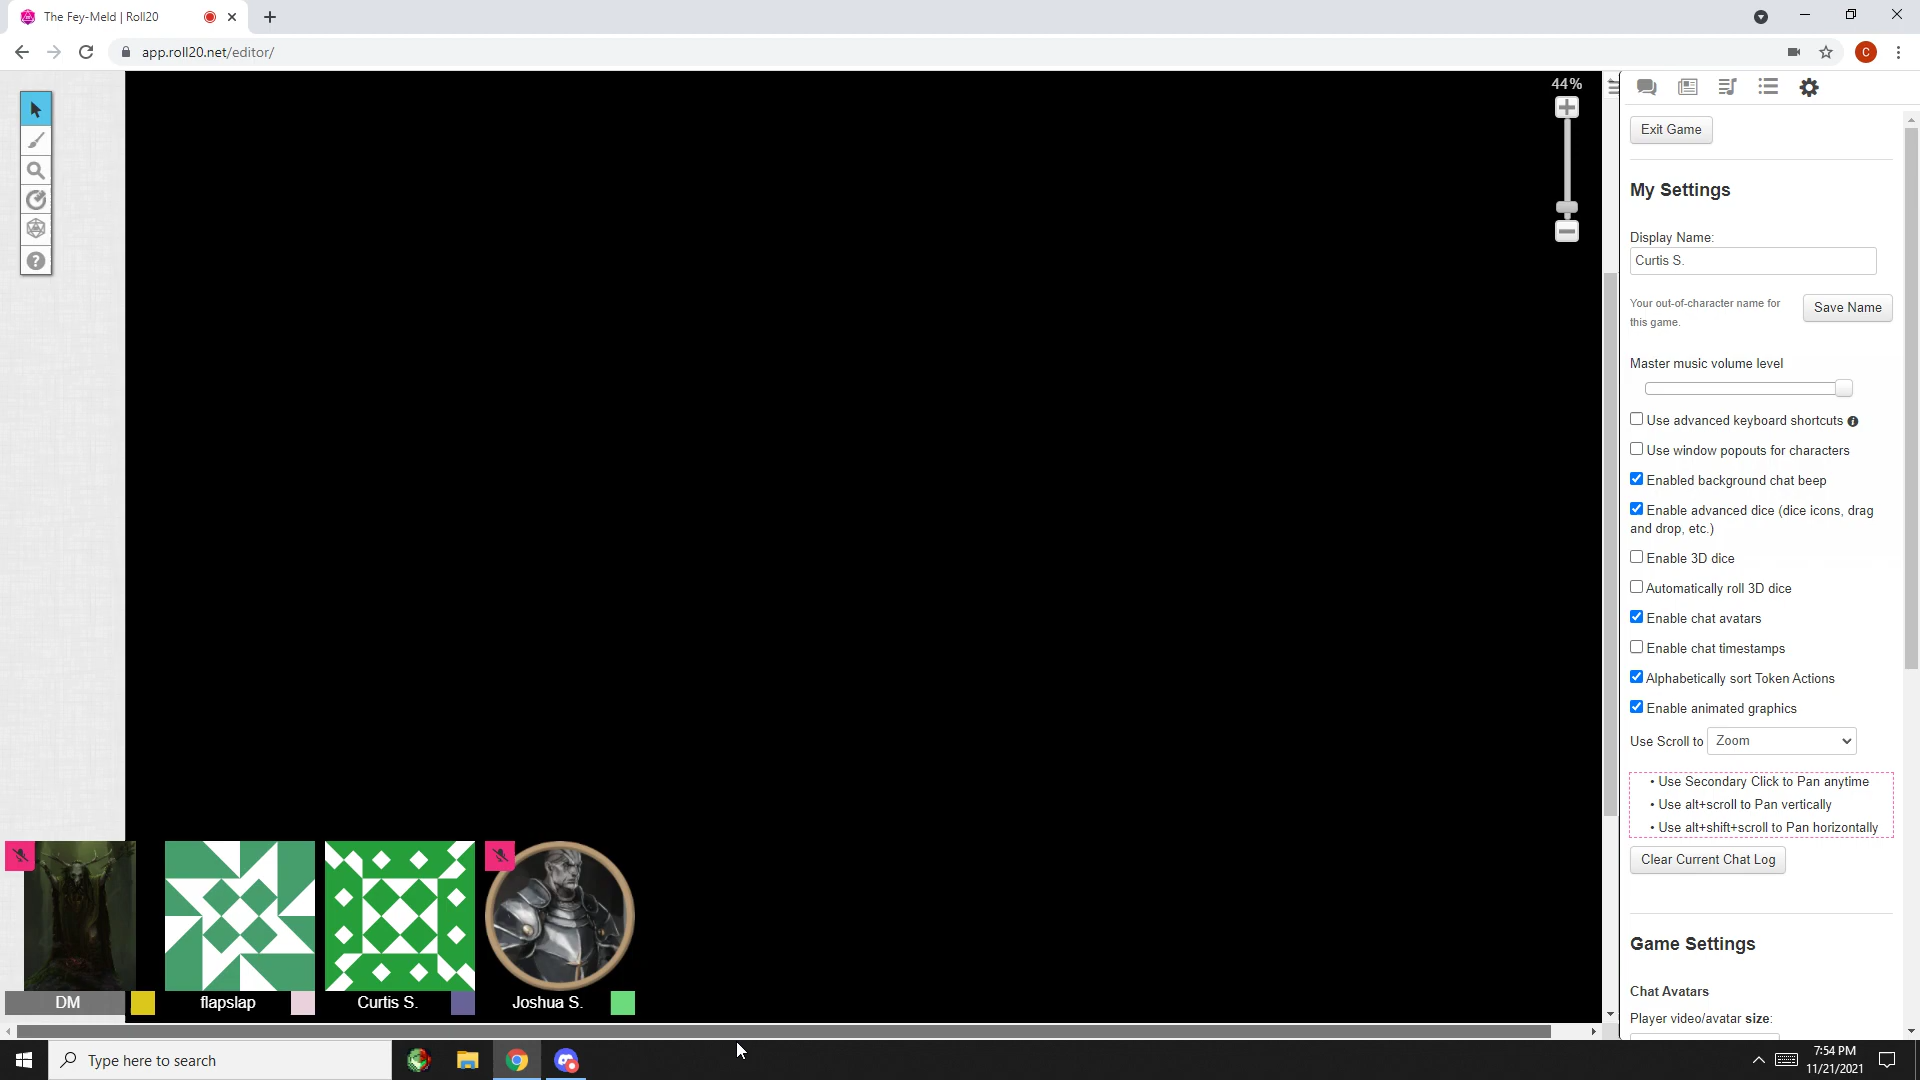 The Fey-Meld | Roll20
app.roll20.net/editor/
C
44%
Exit Game
My Settings
Display Name:
Curtis S.
Your out-of-character name for
this game.
Save Name
Master music volume level
Use advanced keyboard shortcuts
Use window popouts for characters
Enabled background chat beep
Enable advanced dice (dice icons, drag
and drop, etc.)
Enable 3D dice
Automatically roll 3D dice
Enable chat avatars
Enable chat timestamps
Alphabetically sort Token Actions
Enable animated graphics
Use Scroll to Zoom
• Use Secondary Click to Pan anytime
• Use alt+scroll to Pan vertically
• Use alt+shift+scroll to Pan horizontally
Clear Current Chat Log
Game Settings
Chat Avatars
Player video/avatar size:
DM
flapslap
Curtis S.
Joshua S.
Type here to search
7:54 PM
11/21/2021